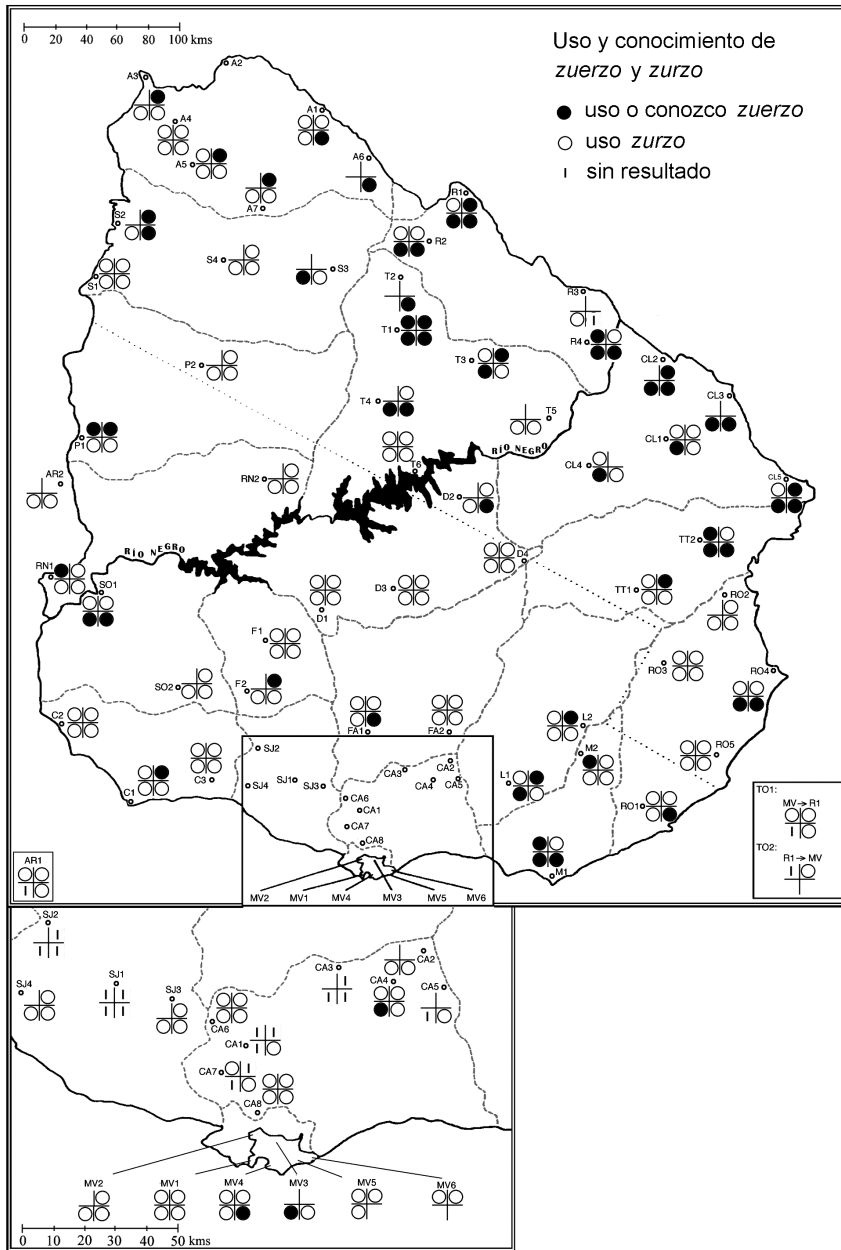 0 20 40 60 80 100 kms
Uso y conocimiento de
zuerzo y zurzo
uso o conozco zuerzo
uso zurzo
ı sin resultado
A2
A3
A1
A4
A5
A6
A7
R1
S2
R2
S4
S3
S1
T2
R3
T1
R4
T3
CL2
P2
CL3
T4
T5
P1
CL1
RÍO NEGRO
T6
CL4
AR2
RN2
CL5
D2
TT2
RÍO NEGRO
D4
RN1
SO1
D3
TT1
RO2
D1
F1
RO3
RO4
SO2
F2
C2
FA1
FA2
L2
SJ2
M2
RO5
C3
CA2
CA3
SJ4
SJ1
SJ3
CA4
CA5
L1
C1
CA6
RO1
CA1
CA7
CA8
M1
TO1:
MV→R1
TO2:
R1→MV
AR1
MV2 MV1 MV4 MV3 MV5 MV6
SJ2
CA3
CA2
SJ4
SJ1
SJ3
CA4
CA5
CA6
CA1
CA7
CA8
MV2 MV1 MV4 MV3 MV5 MV6
0 10 20 30 40 50 kms